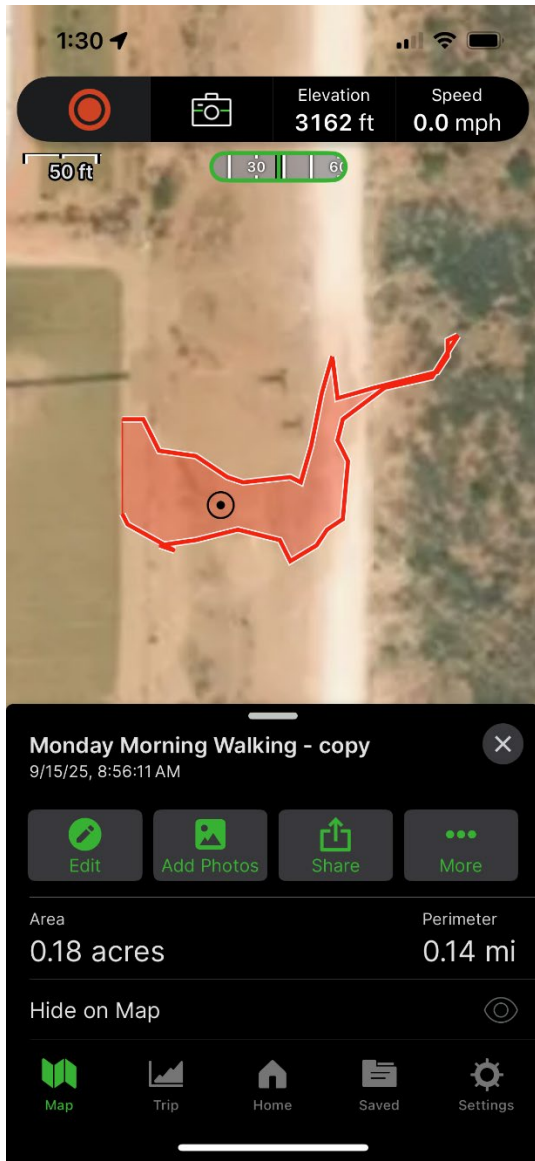 1:30
Elevation
3162 ft
Speed
0.0 mph
50 ft
30
60
Monday Morning Walking - copy
9/15/25, 8:56:11 AM
Edit
Add Photos
Share
More
Area
0.18 acres
Perimeter
0.14 mi
Hide on Map
Map
Trip
Home
Saved
Settings